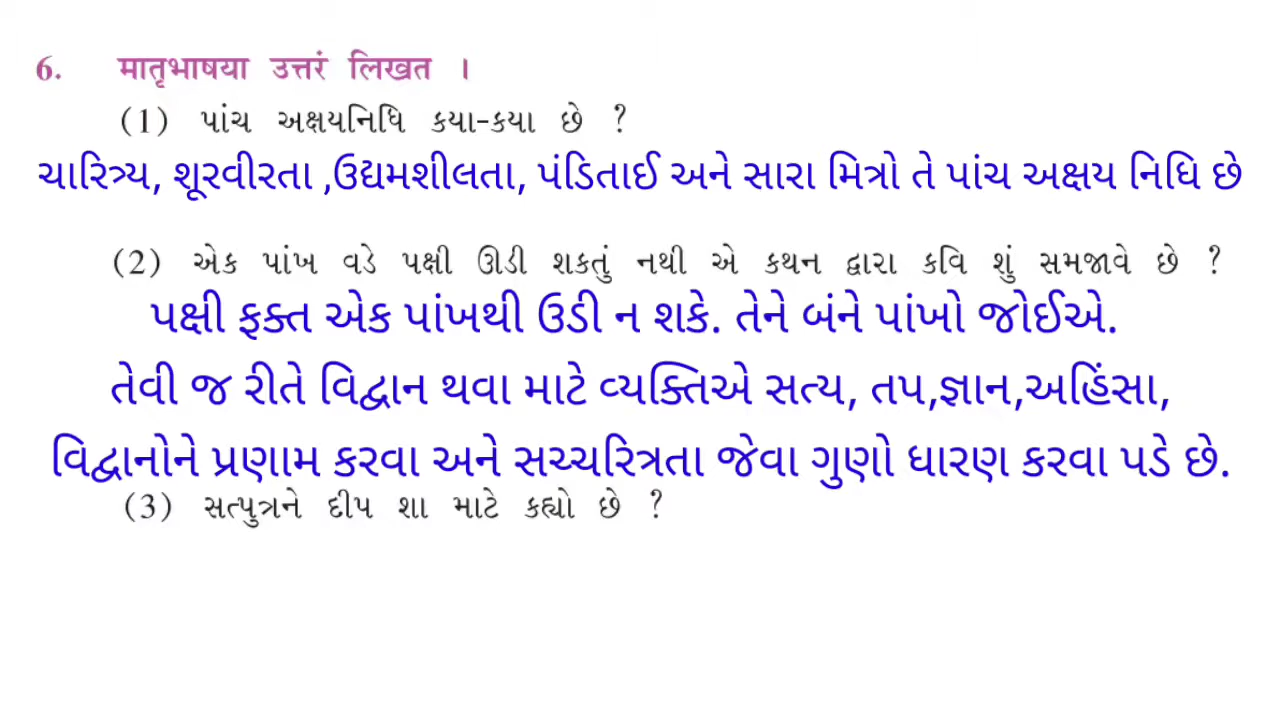 6. मातृभाषया उत्तरं लिखत ।
(1) પાંચ અક્ષયનિધિ કયા-કયા છે ?
ચારિત્ર્ય, શૂરવીરતા ,ઉદ્યમશીલતા, પંડિતાઈ અને સારા મિત્રો તે પાંચ અક્ષય નિધિ છે
(2) એક પાંખ વડે પક્ષી ઊડી શકતું નથી એ કથન દ્વારા કવિ શું સમજાવે છે ?
પક્ષી ફક્ત એક પાંખથી ઉડી ન શકે. તેને બંને પાંખો જોઈએ.
તેવી જ રીતે વિદ્વાન થવા માટે વ્યક્તિએ સત્ય, તપ,જ્ઞાન,અહિંસા,
વિદ્વાનોને પ્રણામ કરવા અને સચ્ચરિત્રતા જેવા ગુણો ધારણ કરવા પડે છે.
(3) સત્પુત્રને દીપ શા માટે કહ્યો છે ?